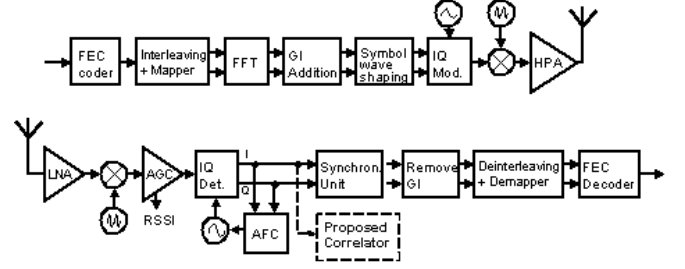 FEC
coder
Interleaving
+ Mapper
FFT
GI
Addition
Symbol
wave
shaping
IQ
Mod.
HPA
LNA
AGC
RSSI
IQ
Det.
I
Q
AFC
Synchron.
Unit
Proposed
Correlator
Remove
GI
Deinterleaving
+ Demapper
FEC
Decoder